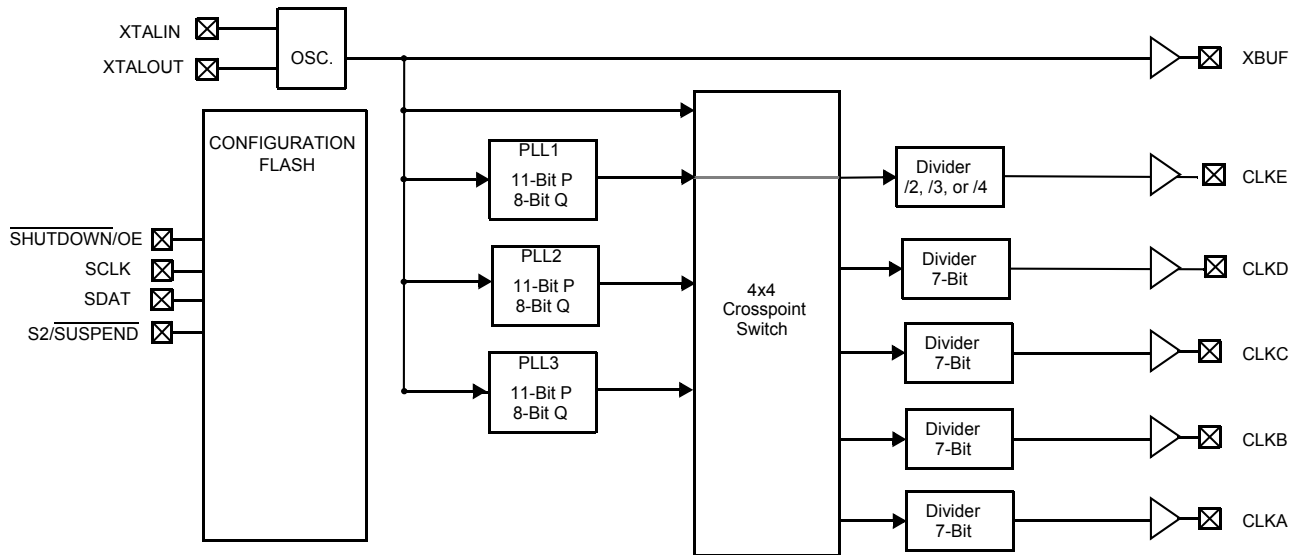 XTALIN
XTALOUT
OSC.
XBUF
CONFIGURATION
FLASH
SHUTDOWN/OE
SCLK
SDAT
S2/SUSPEND
PLL1
11-Bit P
8-Bit Q
PLL2
11-Bit P
8-Bit Q
PLL3
11-Bit P
8-Bit Q
4x4
Crosspoint
Switch
Divider
/2, /3, or /4
CLKE
Divider
7-Bit
CLKD
Divider
7-Bit
CLKC
Divider
7-Bit
CLKB
Divider
7-Bit
CLKA